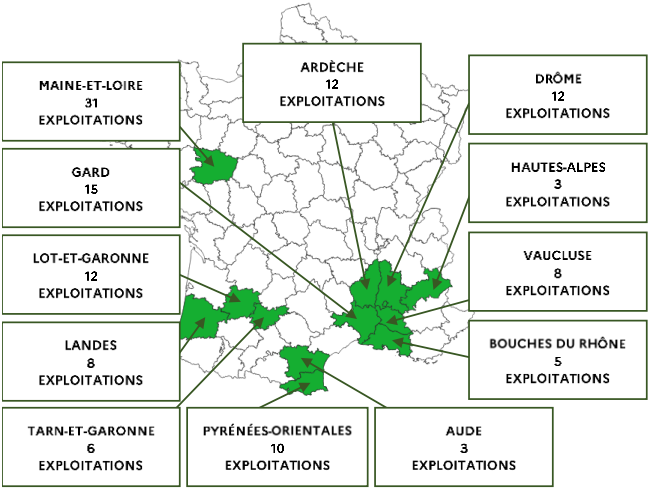 MAINE-ET-LOIRE
31
EXPLOITATIONS
GARD
15
EXPLOITATIONS
LOT-ET-GARONNE
12
EXPLOITATIONS
LANDES
8
EXPLOITATIONS
TARN-ET-GARONNE
6
EXPLOITATIONS
ARDÈCHE
12
EXPLOITATIONS
DRÔME
12
EXPLOITATIONS
HAUTES-ALPES
3
EXPLOITATIONS
VAUCLUSE
8
EXPLOITATIONS
BOUCHES DU RHÔNE
5
EXPLOITATIONS
PYRÉNÉES-ORIENTALES
10
EXPLOITATIONS
AUDE
3
EXPLOITATIONS